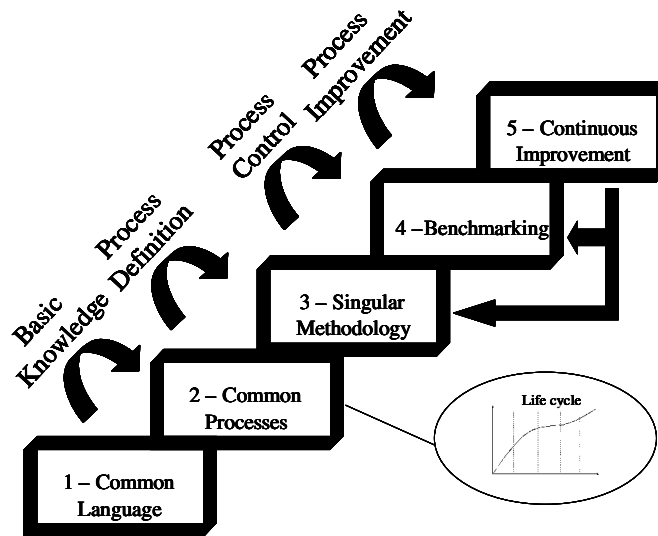 Process
Improvement
Process
Control
Process
Definition
Basic
Knowledge
5 – Continuous
Improvement
4 –Benchmarking
3 – Singular
Methodology
2 – Common
Processes
1 – Common
Language
Life cycle